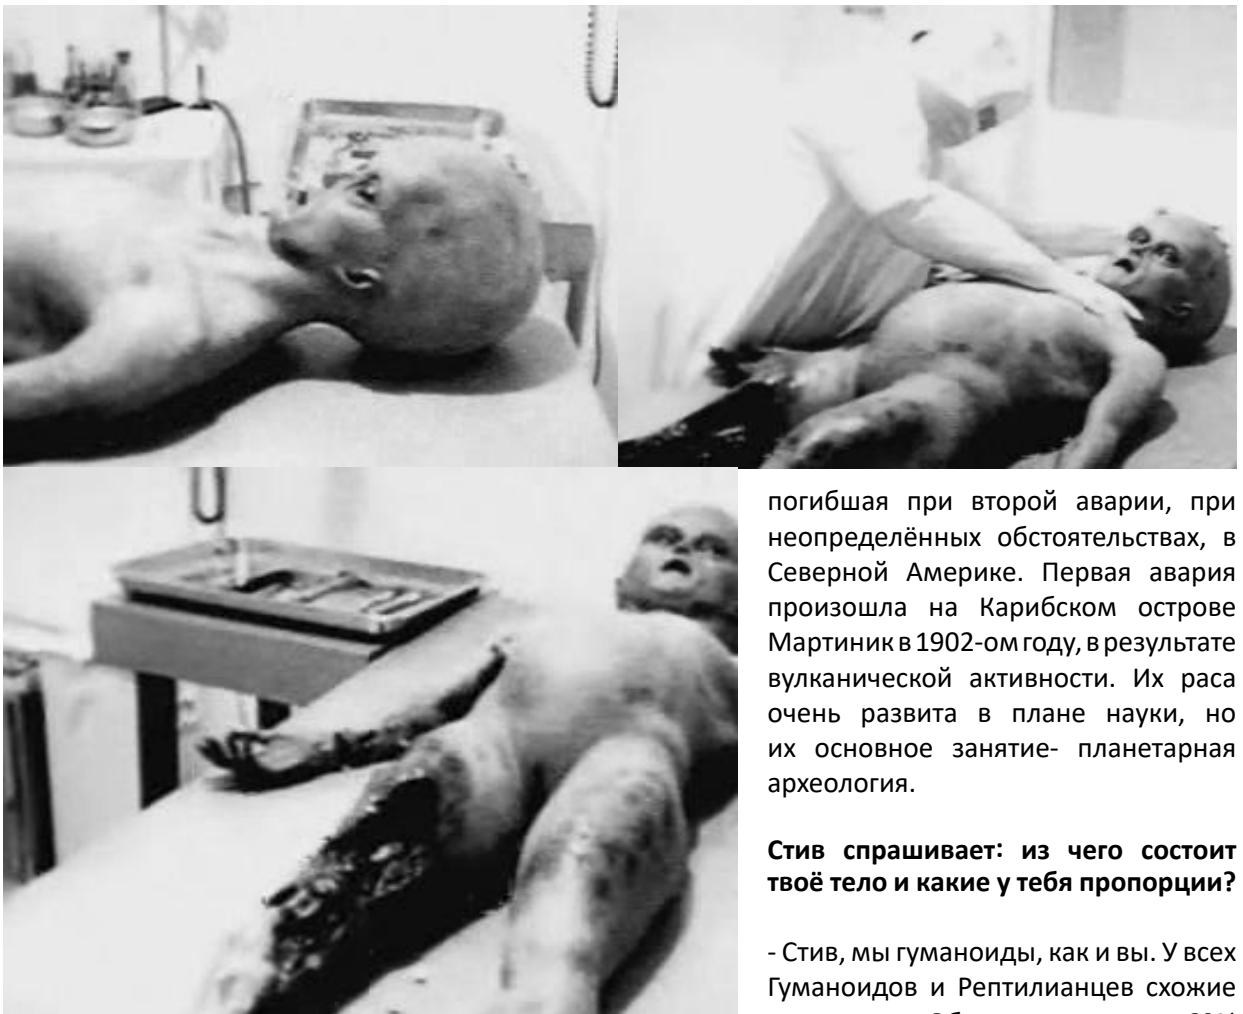 погибшая при второй аварии, при
неопределённых обстоятельствах, в
Северной Америке. Первая авария
произошла на Карибском острове
Мартиник в 1902-ом году, в результате
вулканической активности. Их раса
очень развита в плане науки, но
их основное занятие- планетарная
археология.
Стив спрашивает: из чего состоит
твоё тело и какие у тебя пропорции?
- Стив, мы гуманоиды, как и вы. У всех
Гуманоидов и Рептилианцев схожие